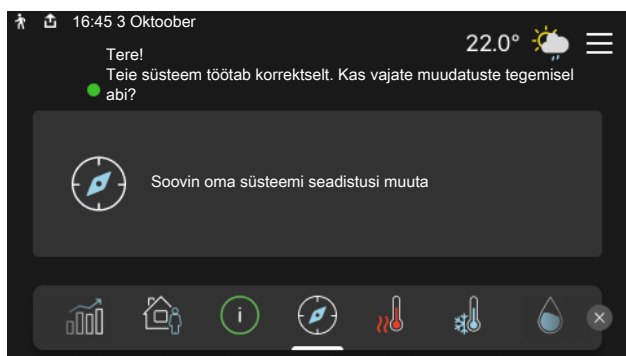 16:45 3 Oktoober
22.0°
Tere!
Teie süsteem töötab korrektselt. Kas vajate muudatuste tegemisel
abi?
Soovin oma süsteemi seadistusi muuta